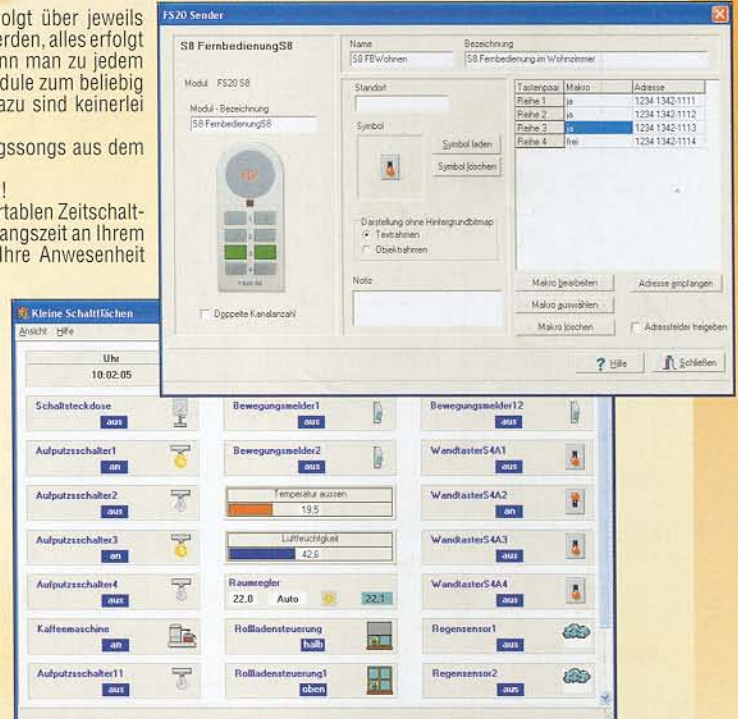 olgt über jeweils
erden, alles erfolgt
nn man zu jedem
dule zum beliebig
azu sind keinerlei
gssongs aus dem
!
rtablen Zeitschalt-
angszeit an Ihrem
Ihre Anwesenheit
FS20 Sender
S8 FernbedienungS8
Modul FS20 S8
Modul - Bezeichnung
S8 FernbedienungS8
Doppelte Kanalanzahl
Name
S8 FBWohnen
Bezeichnung
S8 Fernbedienung im Wohnzimmer
Standort
Symbol
Symbol laden
Symbol löschen
Darstellung ohne Hintergrundbitmap
Textrahmen
Objektrahmen
Notiz
Tastenpaar Makro Adresse
Reihe 1 ja 1234 1342-1111
Reihe 2 ja 1234 1342-1112
Reihe 3 ja 1234 1342-1113
Reihe 4 frei 1234 1342-1114
Makro bearbeiten
Adresse empfangen
Makro auswählen
Makro löschen
Adressfelder freigeben
? Hilfe
Schließen
Kleine Schaltflächen
Ansicht Hilfe
Uhr
10:02:05
Schaltsteckdose
aus
Bewegungsmelder1
aus
Bewegungsmelder12
aus
Aufputzsschalter1
an
Bewegungsmelder2
aus
WandtasterS4A1
aus
Aufputzsschalter2
aus
Temperatur aussen
19,5
WandtasterS4A2
an
Aufputzsschalter3
an
Luftfeuchtigkeit
42,6
WandtasterS4A3
aus
Aufputzsschalter4
aus
Raumregler
22.0 Auto 22.1
WandtasterS4A4
aus
Kaffeemaschine
an
Rollladensteuerung
halb
Regensensor1
aus
Aufputzsschalter11
aus
Rollladensteuerung1
oben
Regensensor2
aus